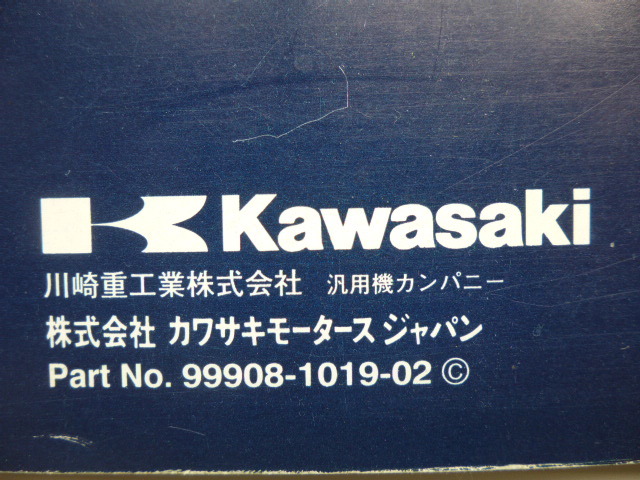 Kawasaki
川崎重工業株式会社 汎用機カンパニー
株式会社 カワサキモータース ジャパン
Part No. 99908-1019-02 ©